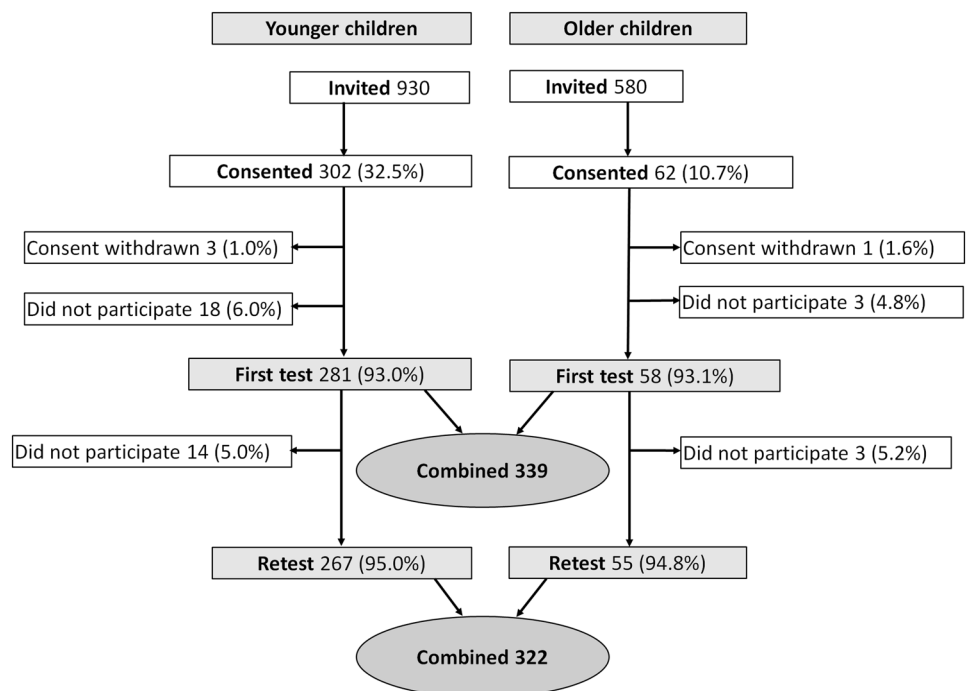 Younger children
Older children
Invited 930
Invited 580
Consented 302 (32.5%)
Consented 62 (10.7%)
Consent withdrawn 3 (1.0%)
Consent withdrawn 1 (1.6%)
Did not participate 18 (6.0%)
Did not participate 3 (4.8%)
First test 281 (93.0%)
First test 58 (93.1%)
Did not participate 14 (5.0%)
Did not participate 3 (5.2%)
Combined 339
Retest 267 (95.0%)
Retest 55 (94.8%)
Combined 322